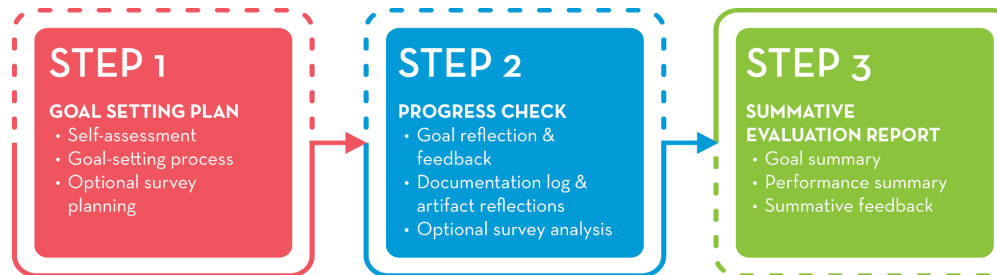 STEP 1
GOAL SETTING PLAN
• Self-assessment
• Goal-setting process
• Optional survey
planning
STEP 2
PROGRESS CHECK
• Goal reflection &
feedback
• Documentation log &
artifact reflections
• Optional survey analysis
STEP 3
SUMMATIVE
EVALUATION REPORT
• Goal summary
• Performance summary
• Summative feedback